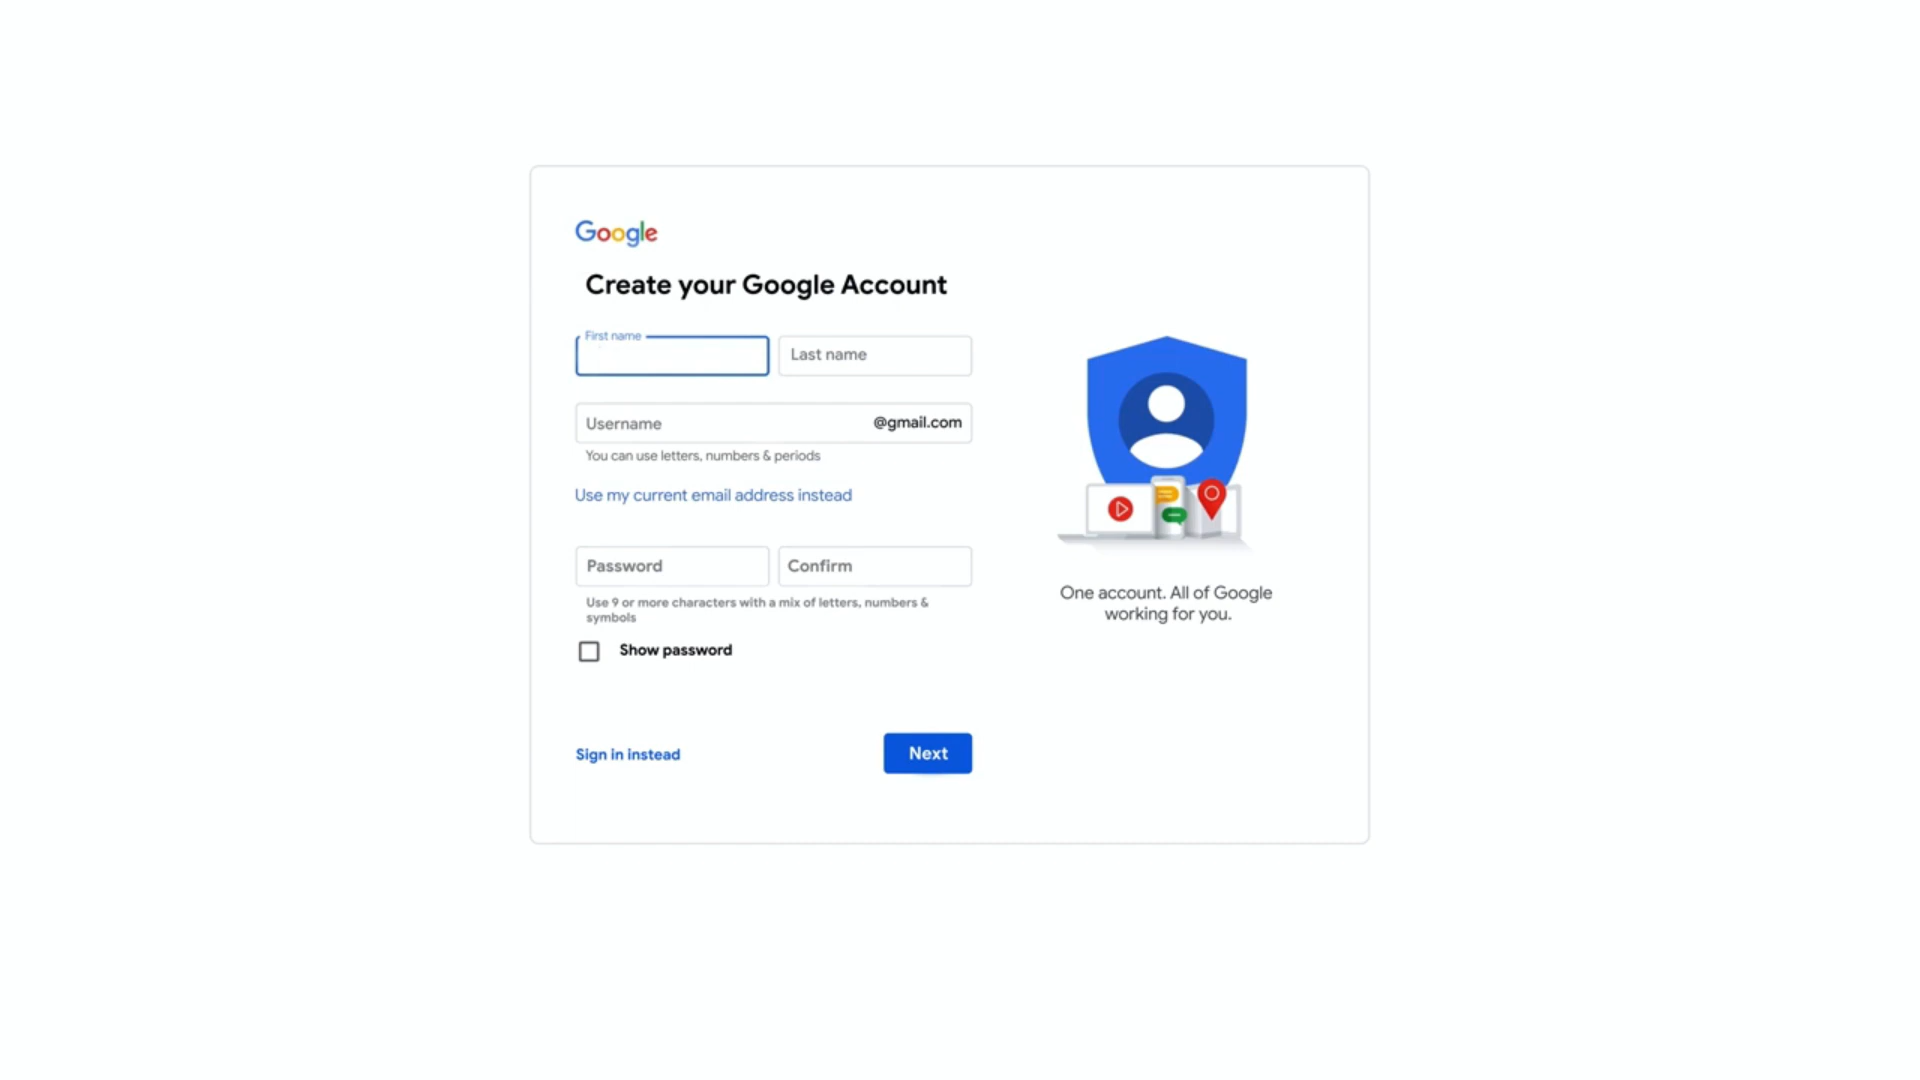 Google
Create your Google Account
First name
Last name
Username
@gmail.com
You can use letters, numbers & periods
Use my current email address instead
Password
Confirm
Use 9 or more characters with a mix of letters, numbers &
symbols
Show password
Sign in instead
Next
One account. All of Google
working for you.